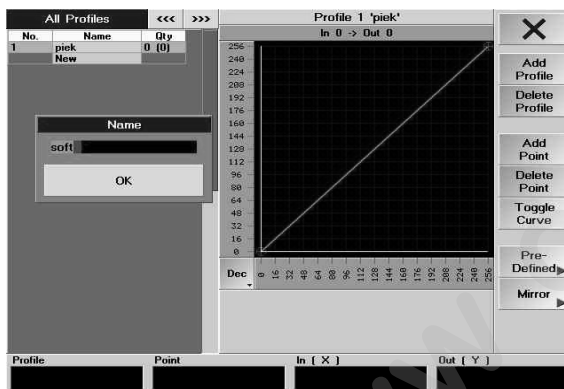 All Profiles <<< >>>
No. Name Qty
1 piek 0 (0)
New
Name
soft
OK
Profile 1 'piek'
In 0 -> Out 0
256
240
224
208
192
176
160
144
128
112
96
80
64
48
32
16
0
Dec
0 16 32 48 64 80 96 112 128 144 160 176 192 208 224 240 256
Add
Profile
Delete
Profile
Add
Point
Delete
Point
Toggle
Curve
Pre-
Defined
Mirror
Profile Point In ( X ) Out ( Y )